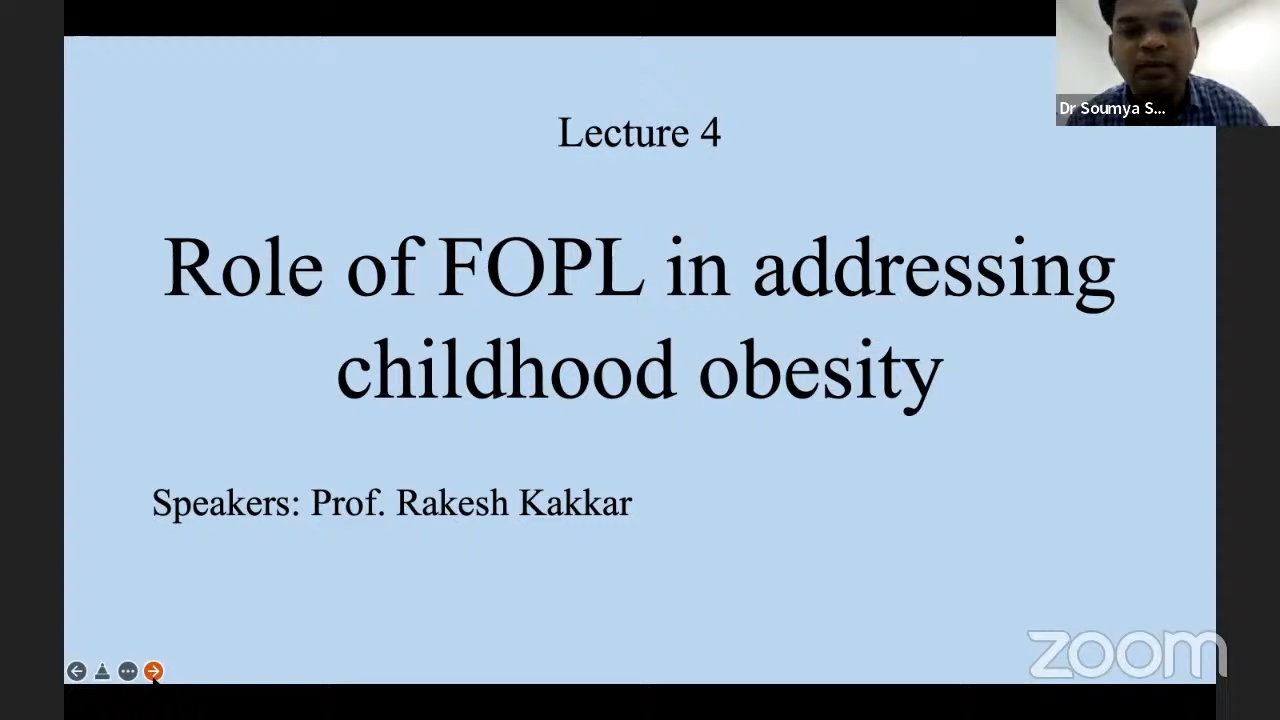 Dr Soumya S...
Lecture 4
Role of FOPL in addressing
childhood obesity
Speakers: Prof. Rakesh Kakkar
zoom